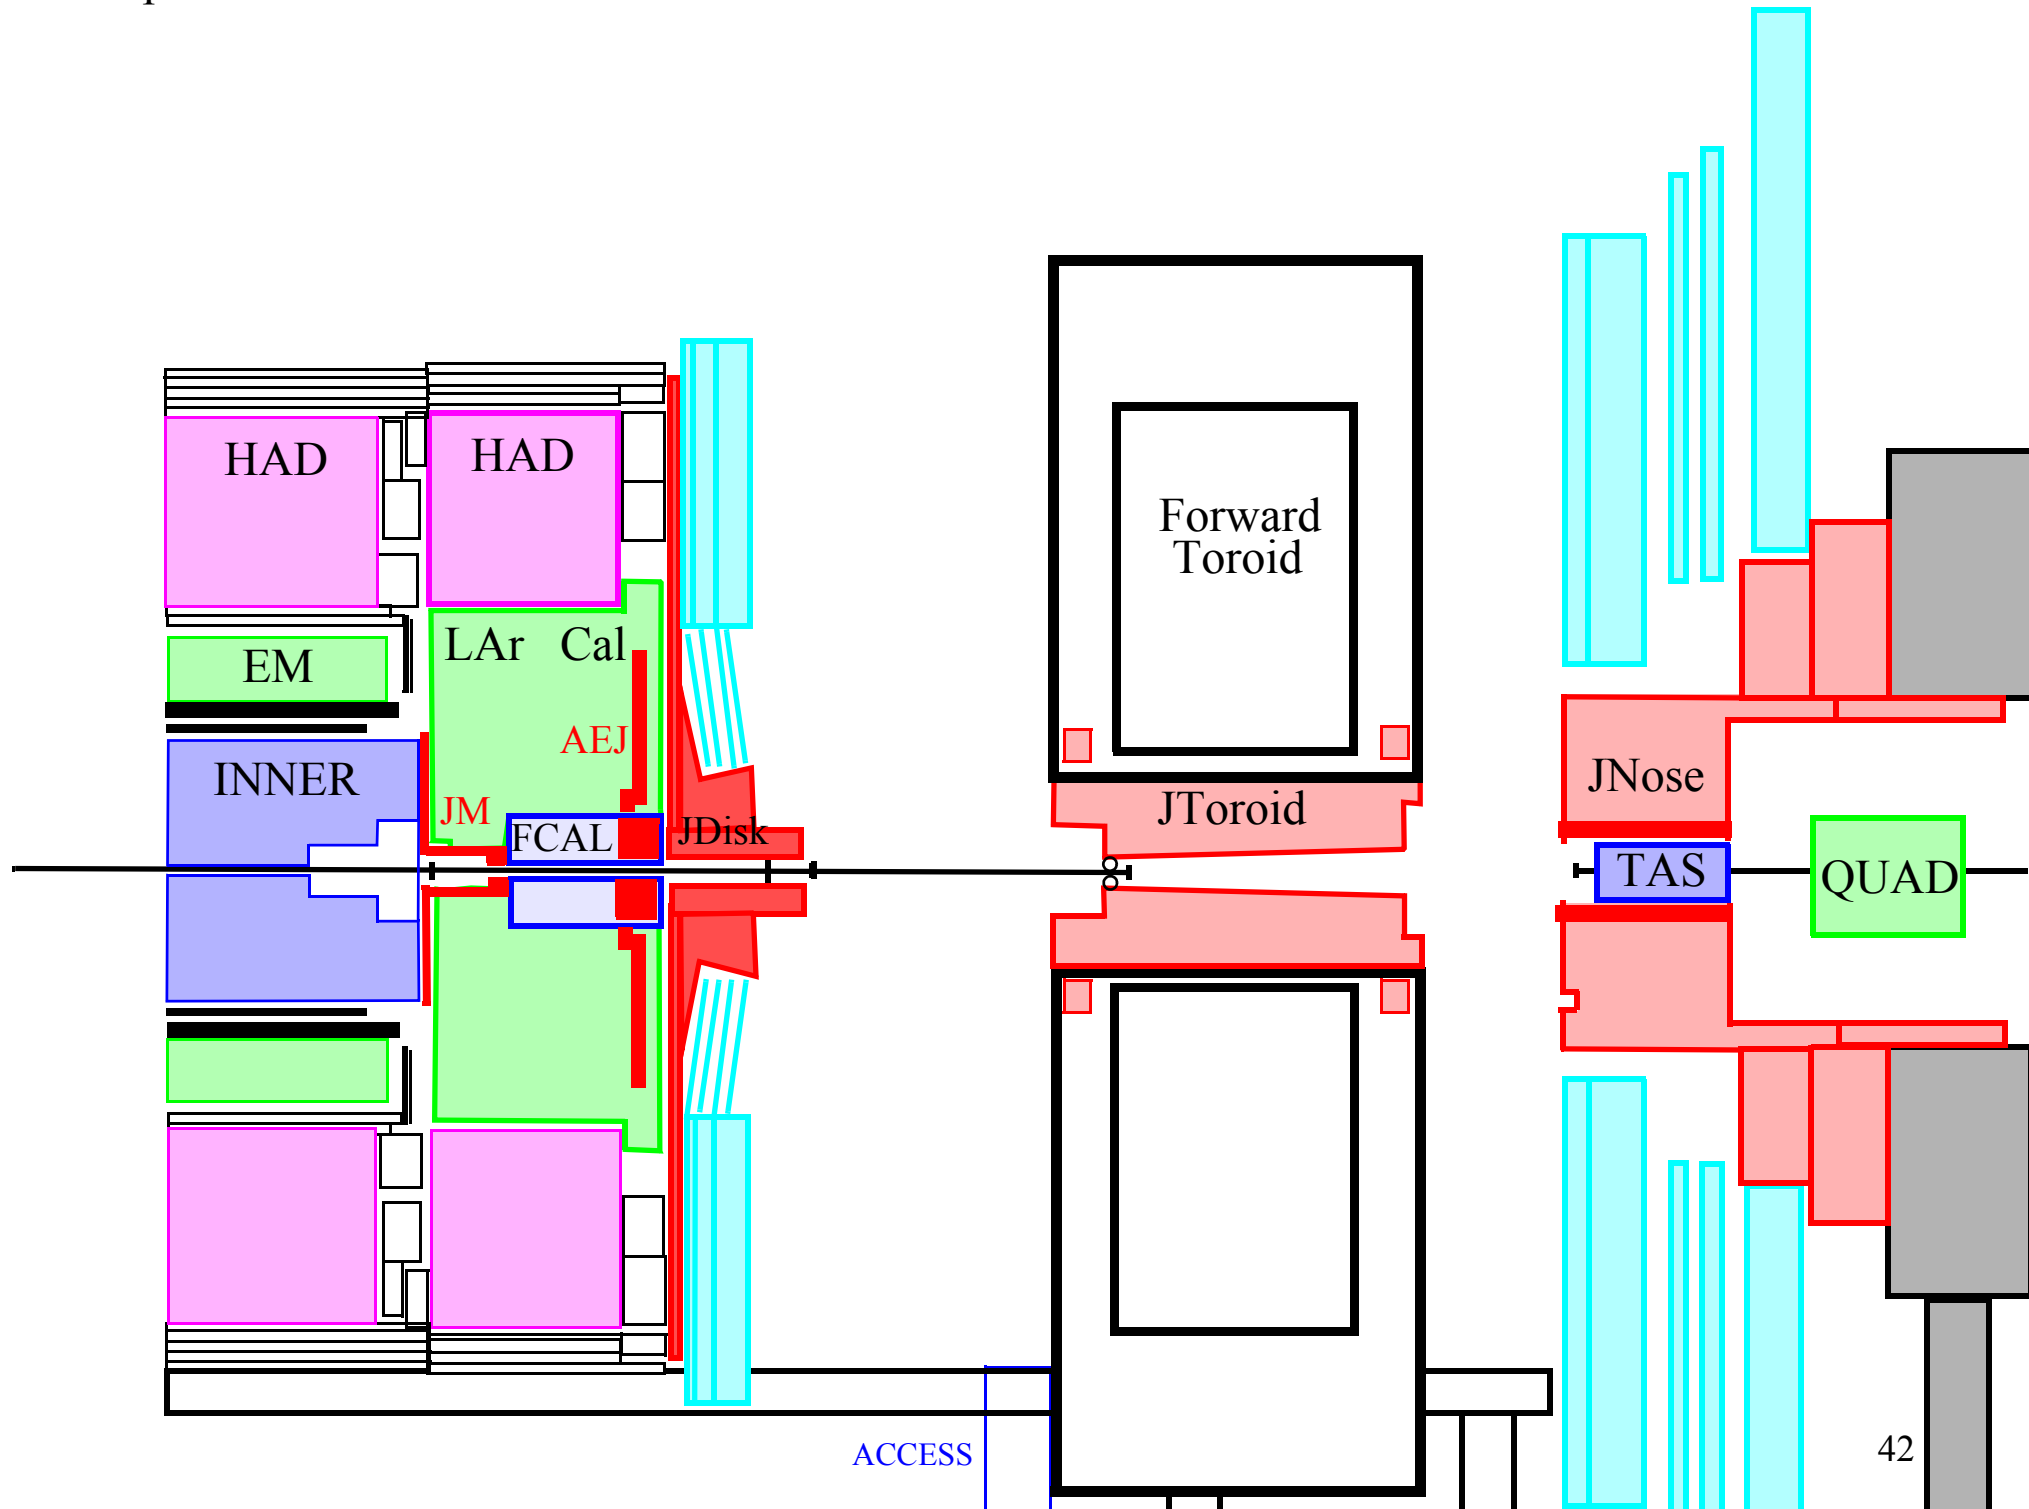 HAD
HAD
Forward
Toroid
LAr Cal
EM
AEJ
INNER
JNose
JM
JToroid
FCAL
JDisk
TAS
QUAD
ACCESS
42